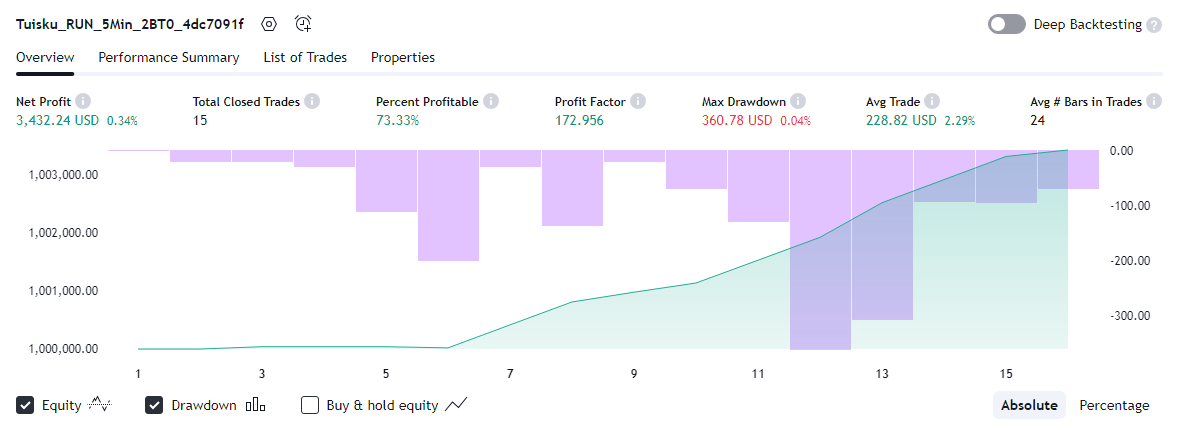 Tuisku_RUN_5Min_2BT0_4dc7091f Deep Backtesting ?
Overview Performance Summary List of Trades Properties
Net Profit i Total Closed Trades i Percent Profitable i Profit Factor i Max Drawdown i Avg Trade i Avg # Bars in Trades i
3,432.24 USD 0.34% 15 73.33% 172.956 360.78 USD 0.04% 228.82 USD 2.29% 24
0.00
1,003,000.00
-100.00
1,002,000.00
-200.00
1,001,000.00
-300.00
1,000,000.00
1 3 5 7 9 11 13 15
Equity Drawdown Buy & hold equity Absolute Percentage